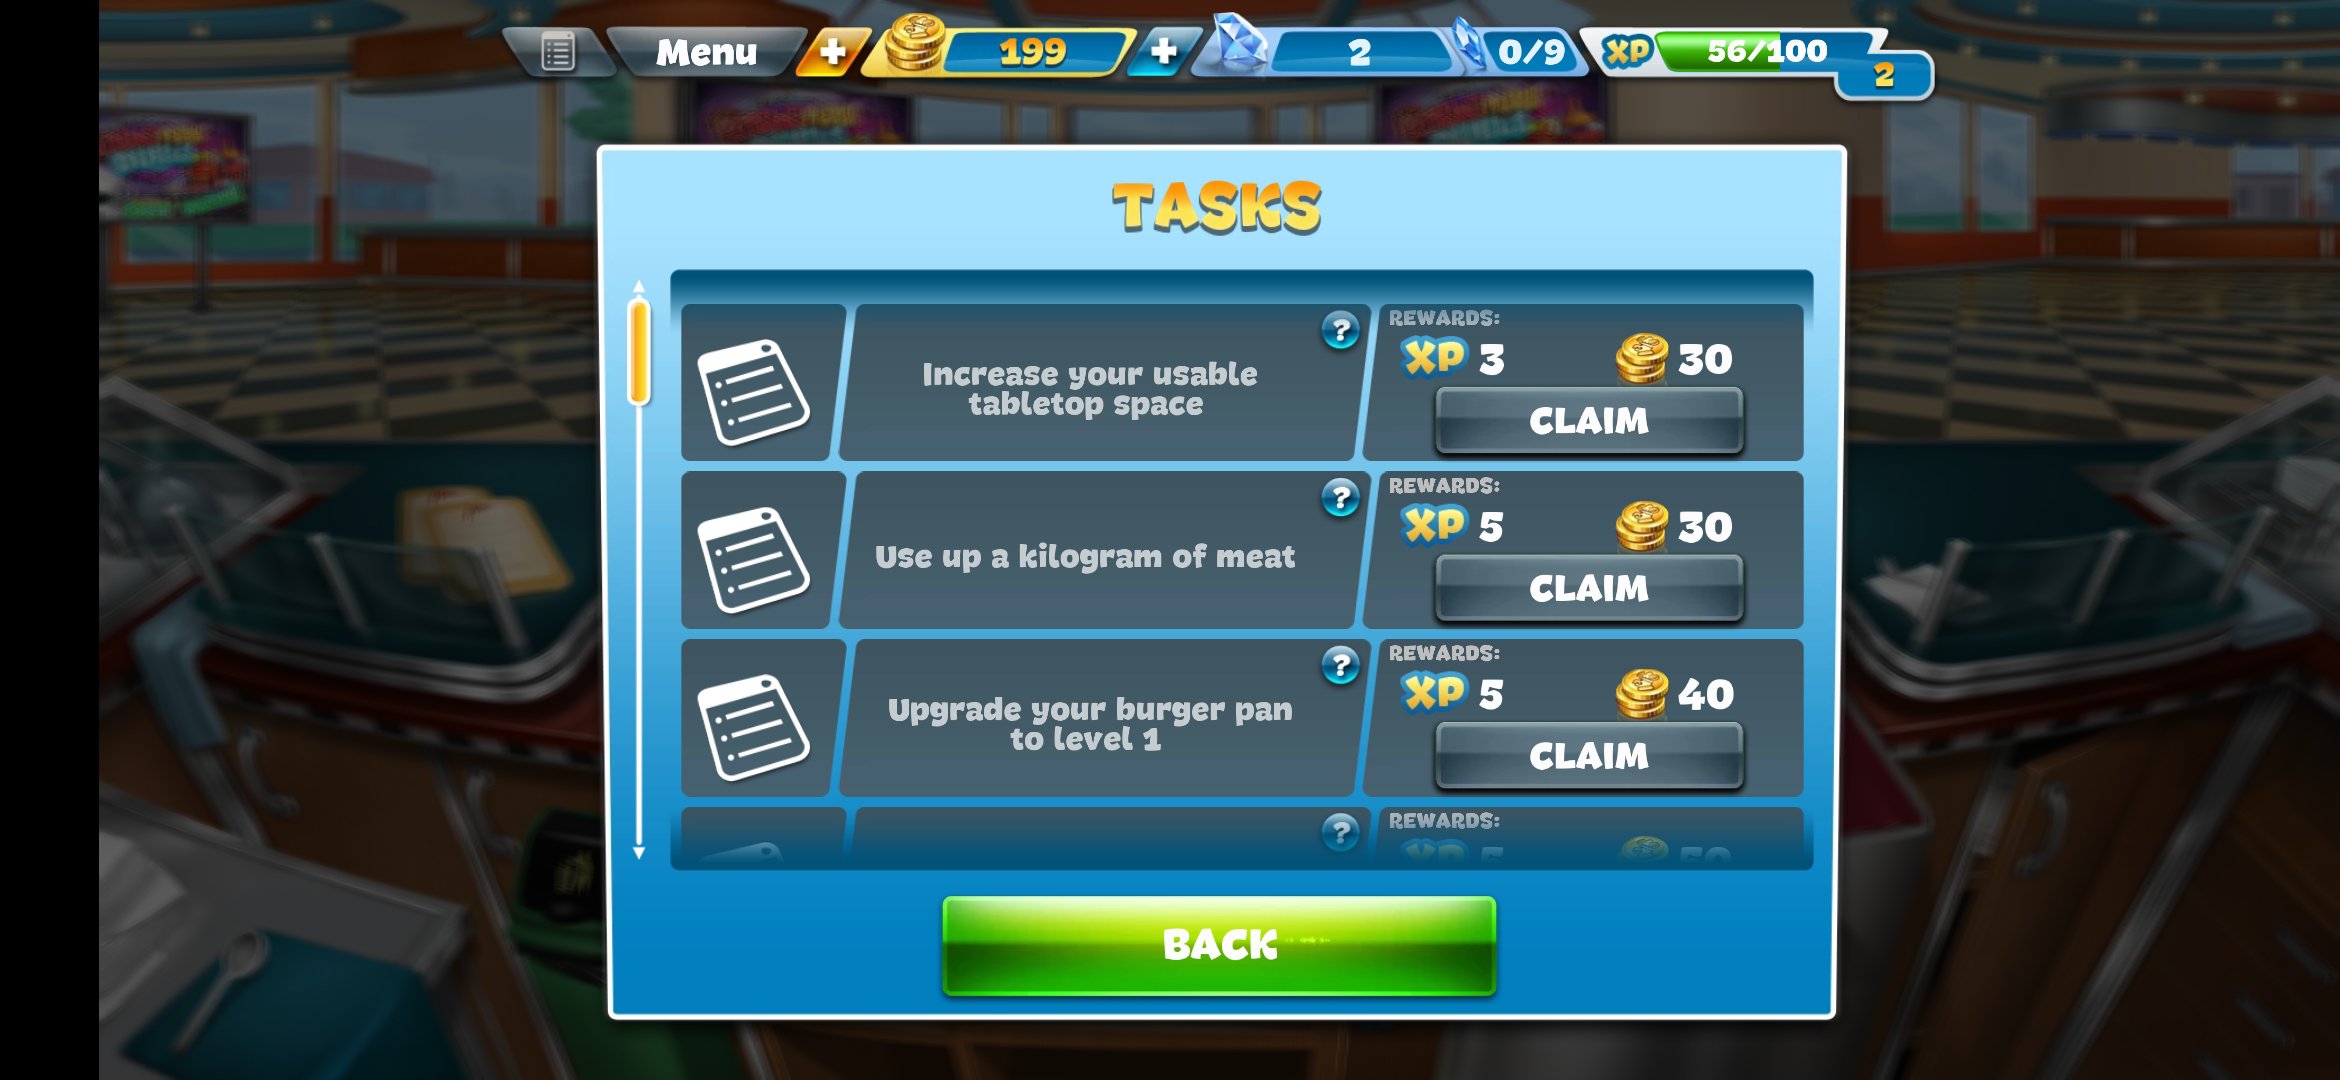 Menu
199
2
0/9
XP
56/100
2
TASKS
REWARDS:
XP 3
30
Increase your usable
tabletop space
?
CLAIM
REWARDS:
XP 5
30
Use up a kilogram of meat
?
CLAIM
REWARDS:
XP 5
40
Upgrade your burger pan
to level 1
?
CLAIM
?
REWARDS:
BACK